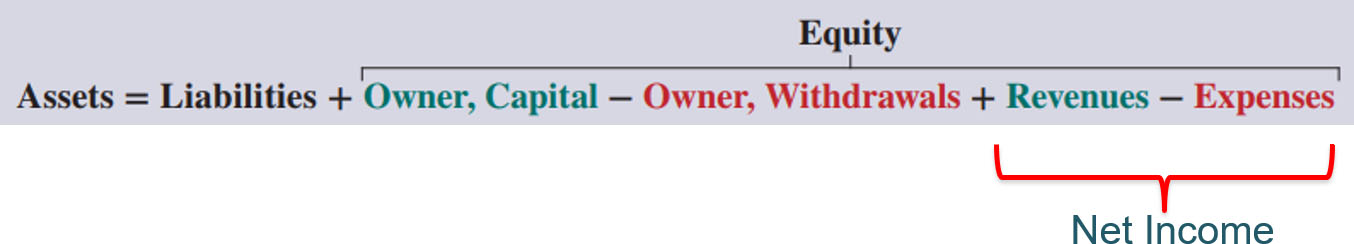 Equity
Assets = Liabilities + Owner, Capital – Owner, Withdrawals + Revenues – Expenses
Net Income